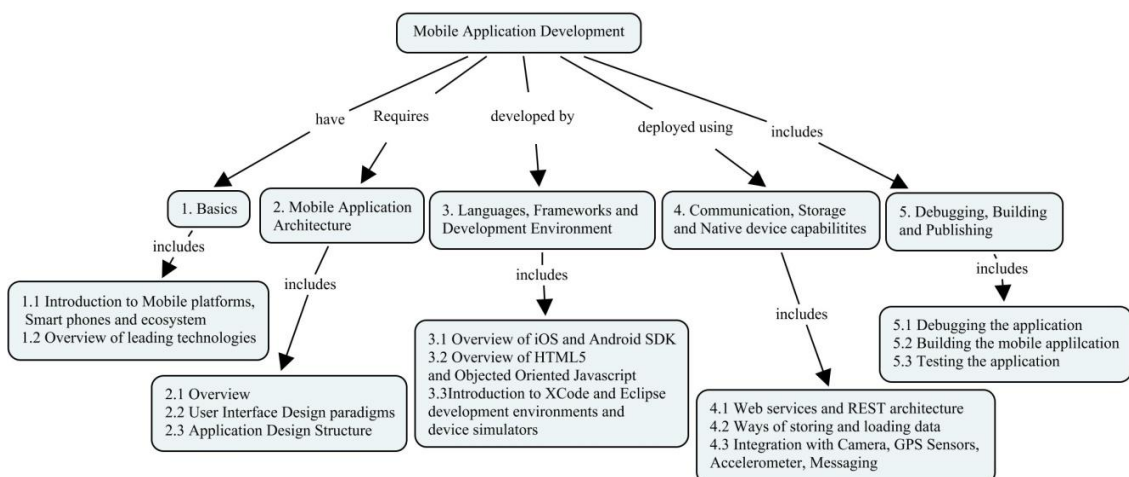 Mobile Application Development
have
Requires
developed by
deployed using
includes
1. Basics
2. Mobile Application
Architecture
3. Languages, Frameworks and
Development Environment
4. Communication, Storage
and Native device capabilitites
5. Debugging, Building
and Publishing
includes
includes
includes
includes
includes
1.1 Introduction to Mobile platforms,
Smart phones and ecosystem
1.2 Overview of leading technologies
2.1 Overview
2.2 User Interface Design paradigms
2.3 Application Design Structure
3.1 Overview of iOS and Android SDK
3.2 Overview of HTML5
and Objected Oriented Javascript
3.3Introduction to XCode and Eclipse
development environments and
device simulators
4.1 Web services and REST architecture
4.2 Ways of storing and loading data
4.3 Integration with Camera, GPS Sensors,
Accelerometer, Messaging
5.1 Debugging the application
5.2 Building the mobile applilcation
5.3 Testing the application